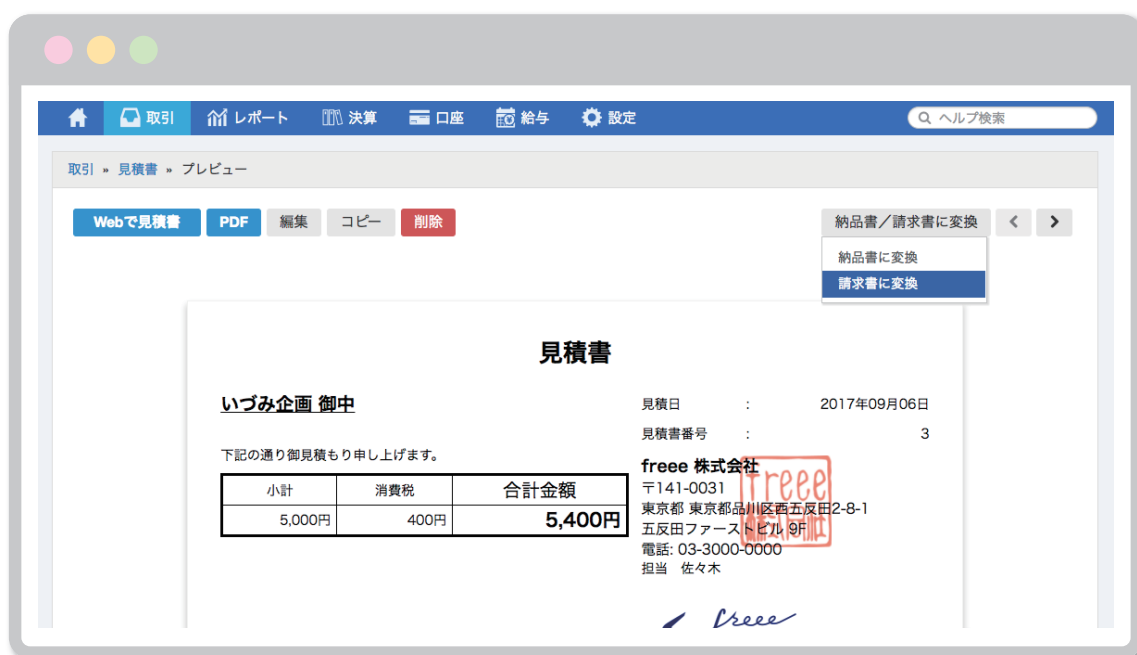 取引 レポート 決算 口座 給与 設定 ヘルプ検索
取引 » 見積書 » プレビュー
Webで見積書 PDF 編集 コピー 削除 納品書/請求書に変換
納品書に変換
請求書に変換
見積書
いづみ企画 御中
見積日 : 2017年09月06日
見積書番号 : 3
下記の通り御見積もり申し上げます。
小計 消費税 合計金額
5,000円 400円 5,400円
freee 株式会社
〒141-0031
東京都 東京都品川区西五反田2-8-1
五反田ファーストビル 9F
電話: 03-3000-0000
担当 佐々木
freee
株式会社
freee